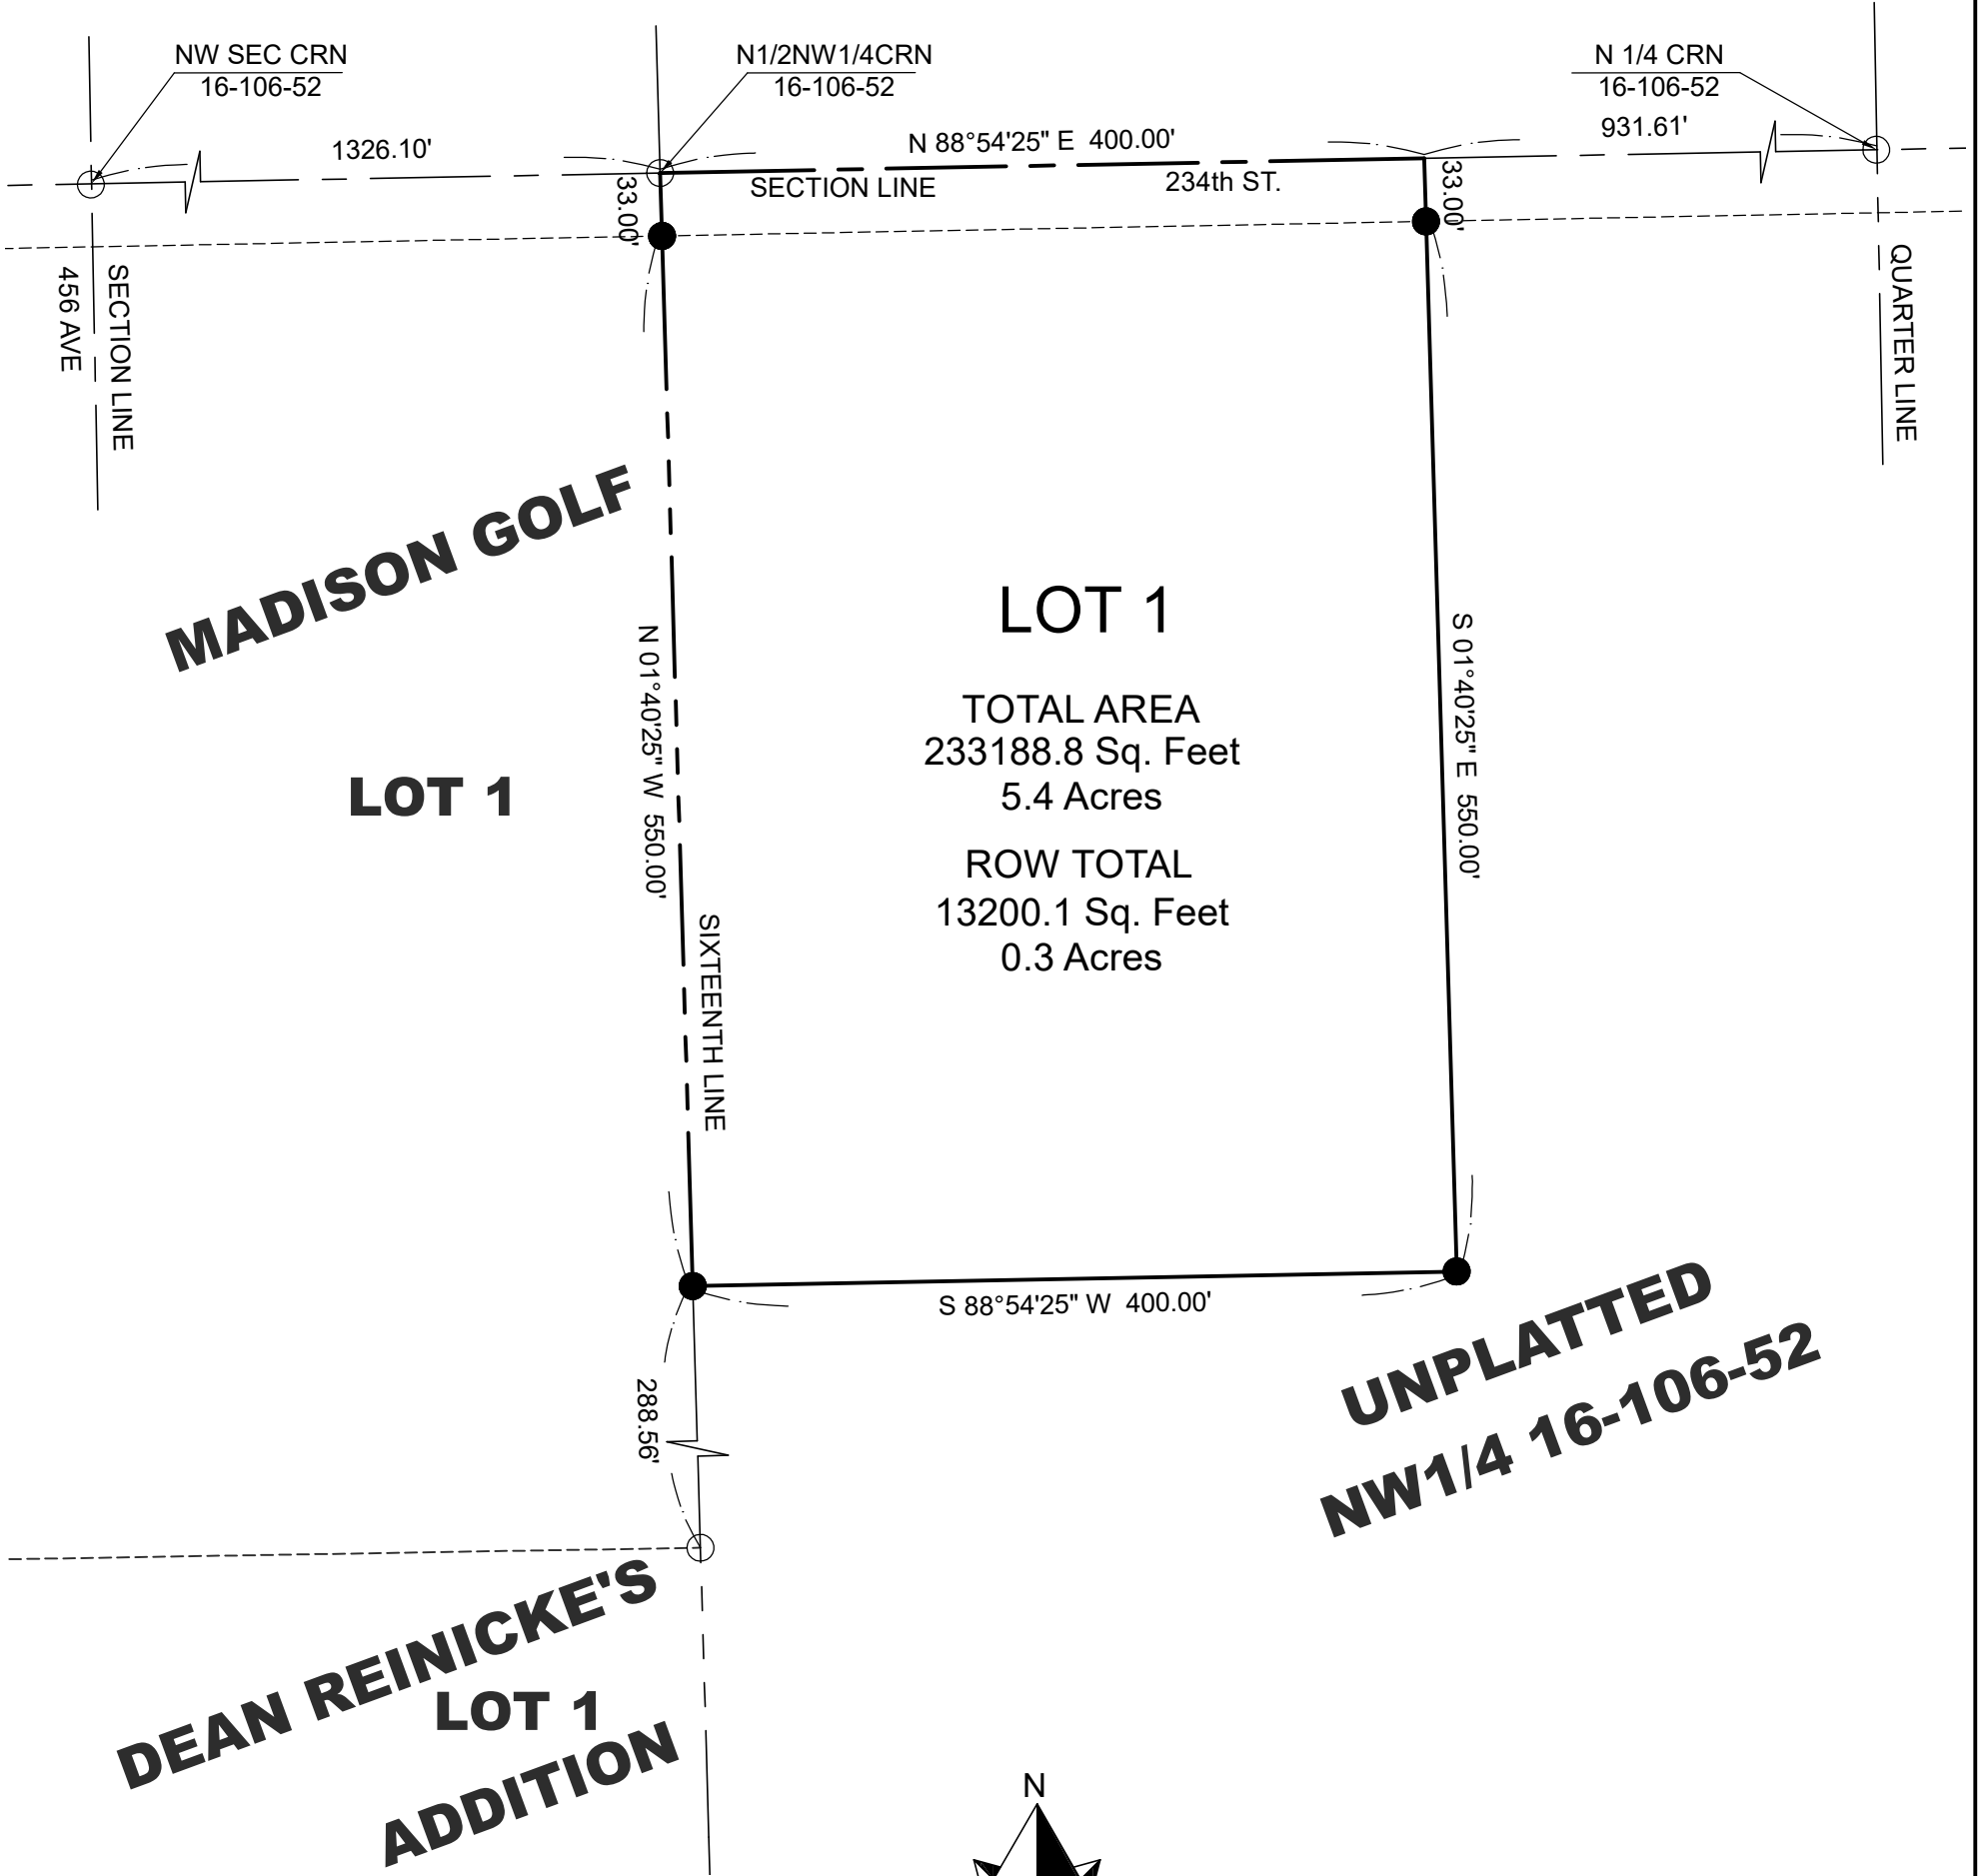 NW SEC CRN
16-106-52
N1/2NW1/4CRN
16-106-52
N 1/4 CRN
16-106-52
1326.10'
N 88°54'25" E 400.00'
931.61'
SECTION LINE
234th ST.
33.00'
33.00'
456 AVE
SECTION LINE
QUARTER LINE
MADISON GOLF
LOT 1
N 01°40'25" W 550.00'
SIXTEENTH LINE
LOT 1
TOTAL AREA
233188.8 Sq. Feet
5.4 Acres
ROW TOTAL
13200.1 Sq. Feet
0.3 Acres
S 01°40'25" E 550.00'
S 88°54'25" W 400.00'
288.56'
UNPLATTED
NW1/4 16-106-52
DEAN REINICKE'S
LOT 1
ADDITION
N